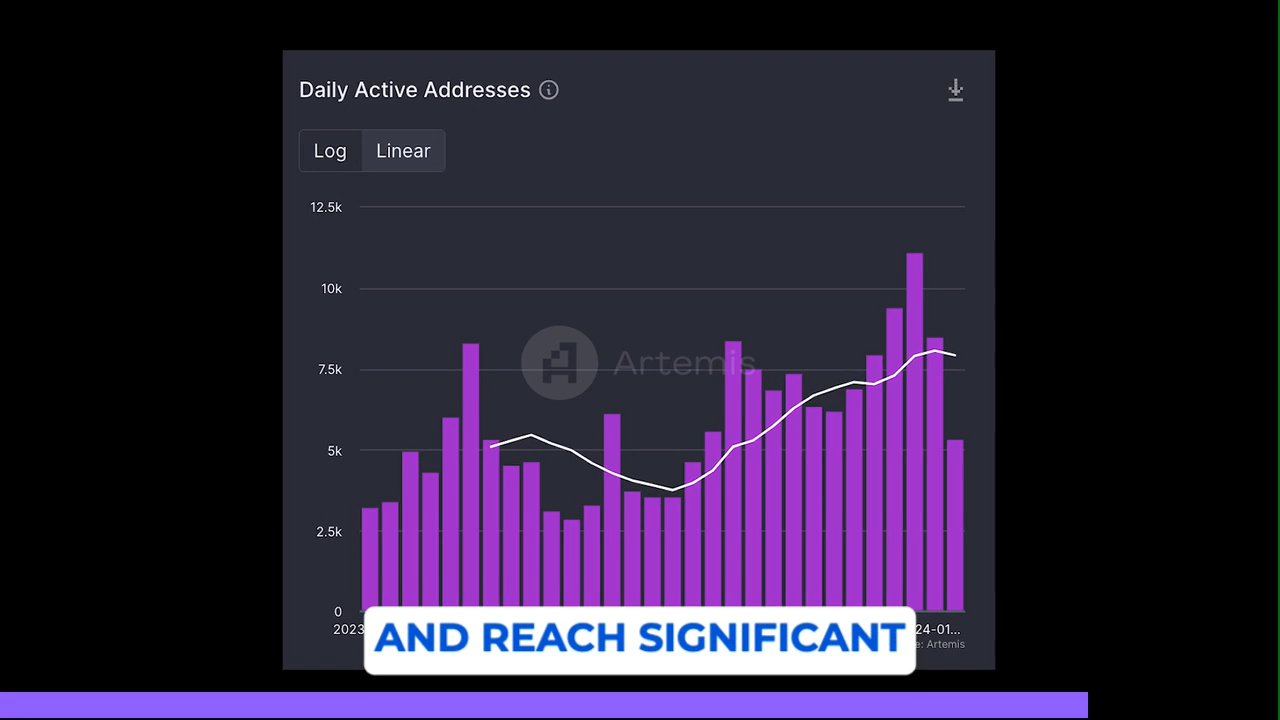 Daily Active Addresses
Log Linear
12.5k
10k
7.5k
Artemis
5k
2.5k
0
2023
24-01...
e: Artemis
AND REACH SIGNIFICANT